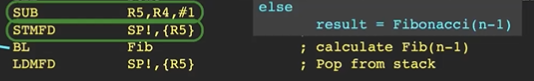 SUB R5,R4,#1 else
STMFD SP!,{R5} result = Fibonacci(n-1)
BL Fib ; calculate Fib(n-1)
LDMFD SP!,{R5} ; Pop from stack